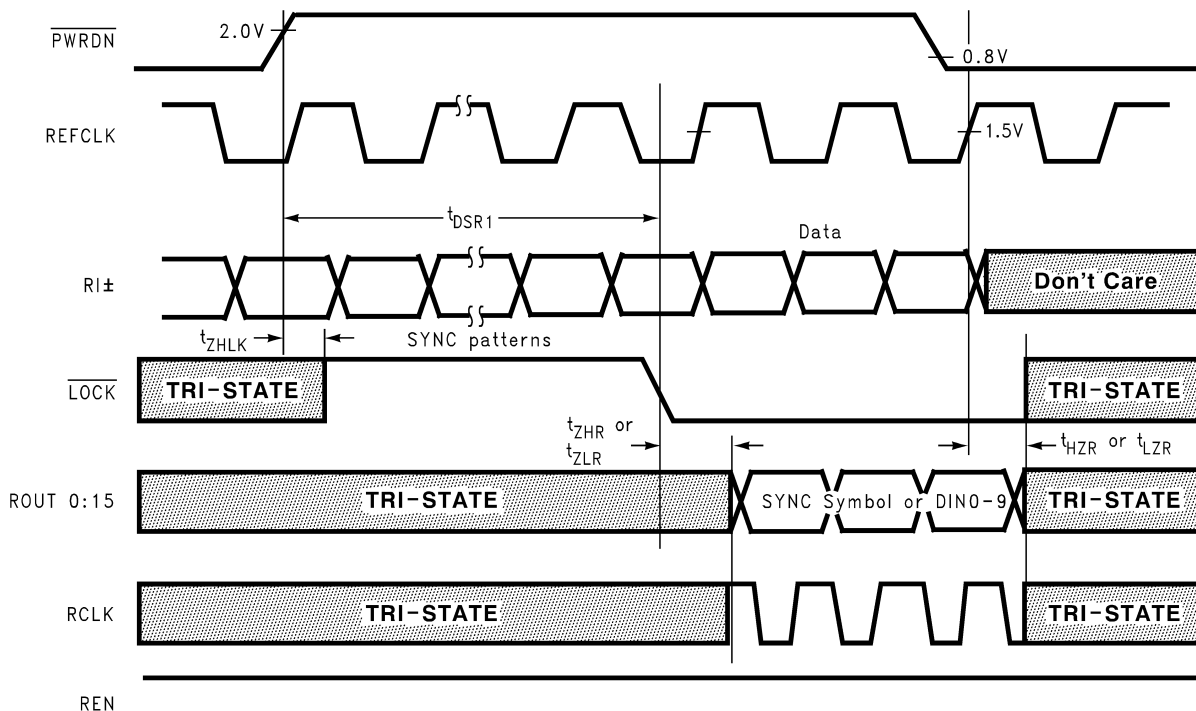 PWRDN
2.0V
0.8V
REFCLK
1.5V
tDSR1
Data
RI±
Don't Care
tZHLK
SYNC patterns
LOCK
TRI-STATE
TRI-STATE
tZHR or
tZLR
tHZR or tLZR
ROUT 0:15
TRI-STATE
SYNC Symbol or DIN0-9
TRI-STATE
RCLK
TRI-STATE
TRI-STATE
REN